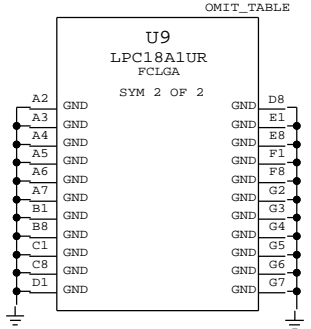 OMIT_TABLE
U9
LPC18A1UR
FCLGA
SYM 2 OF 2
A2 GND GND D8
A3 GND GND E1
A4 GND GND E8
A5 GND GND F1
A6 GND GND F8
A7 GND GND G2
B1 GND GND G3
B8 GND GND G4
C1 GND GND G5
C8 GND GND G6
D1 GND GND G7